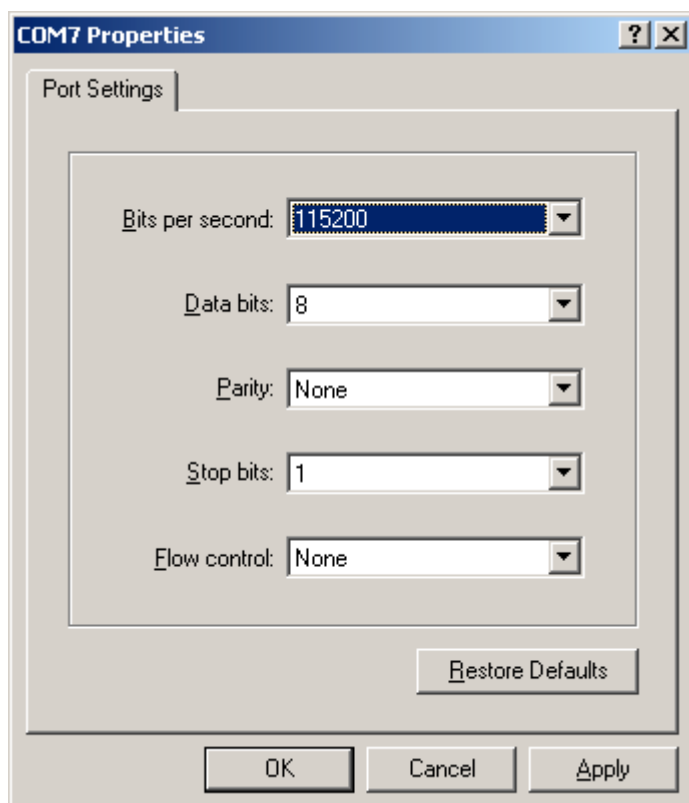 COM7 Properties
Port Settings
Bits per second: 115200
Data bits: 8
Parity: None
Stop bits: 1
Flow control: None
Restore Defaults
OK Cancel Apply